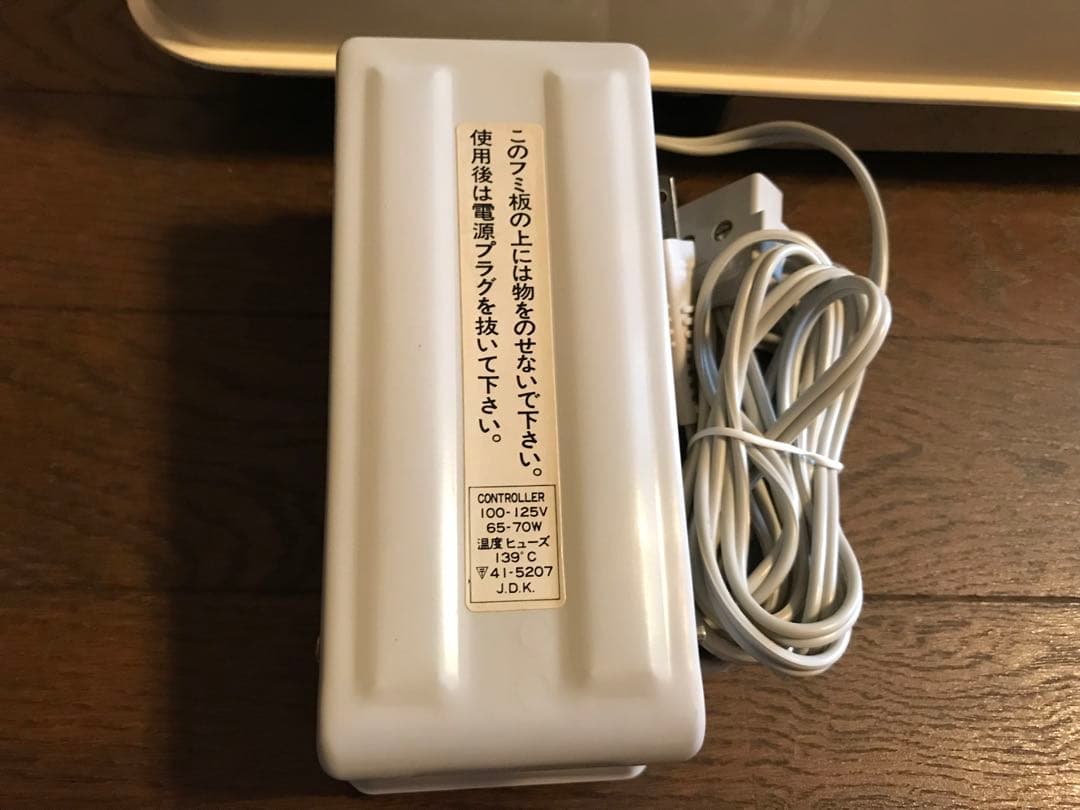 このフミ板の上には物をのせないで下さい。
使用後は電源プラグを抜いて下さい。
CONTROLLER
100-125V
65-70W
温度ヒューズ
139°C
41-5207
J.D.K.